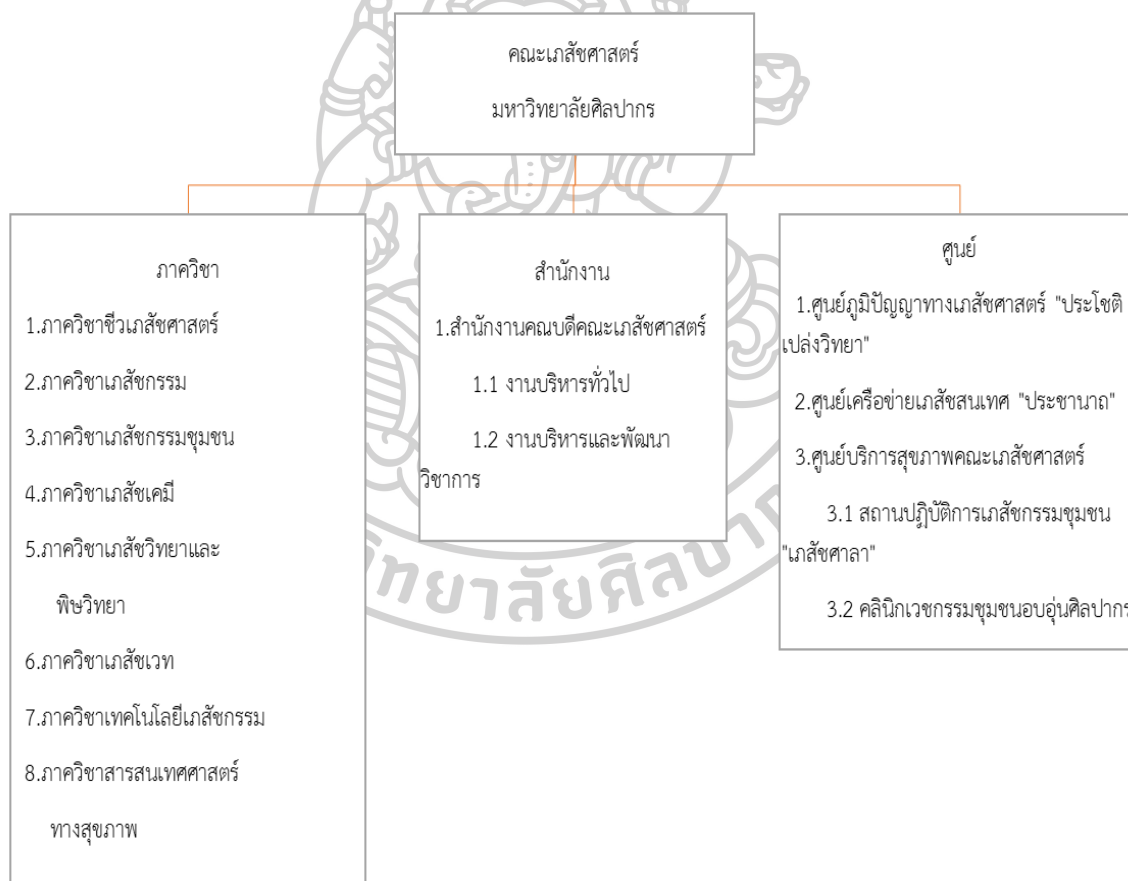 คณะเภสัชศาสตร์
มหาวิทยาลัยศิลปากร
ภาควิชา
1.ภาควิชาชีวเภสัชศาสตร์
2.ภาควิชาเภสัชกรรม
3.ภาควิชาเภสัชกรรมชุมชน
4.ภาควิชาเภสัชเคมี
5.ภาควิชาเภสัชวิทยาและ
พิษวิทยา
6.ภาควิชาเภสัชเวท
7.ภาควิชาเทคโนโลยีเภสัชกรรม
8.ภาควิชาสารสนเทศศาสตร์
ทางสุขภาพ
สำนักงาน
1.สำนักงานคณบดีคณะเภสัชศาสตร์
1.1 งานบริหารทั่วไป
1.2 งานบริหารและพัฒนา
วิชาการ
ศูนย์
1.ศูนย์ภูมิปัญญาทางเภสัชศาสตร์ "ประโชติ
เปล่งวิทยา"
2.ศูนย์เครือข่ายเภสัชสนเทศ "ประชานาถ"
3.ศูนย์บริการสุขภาพคณะเภสัชศาสตร์
3.1 สถานปฏิบัติการเภสัชกรรมชุมชน
"เภสัชศาลา"
3.2 คลินิกเวชกรรมชุมชนอบอุ่นศิลปากร